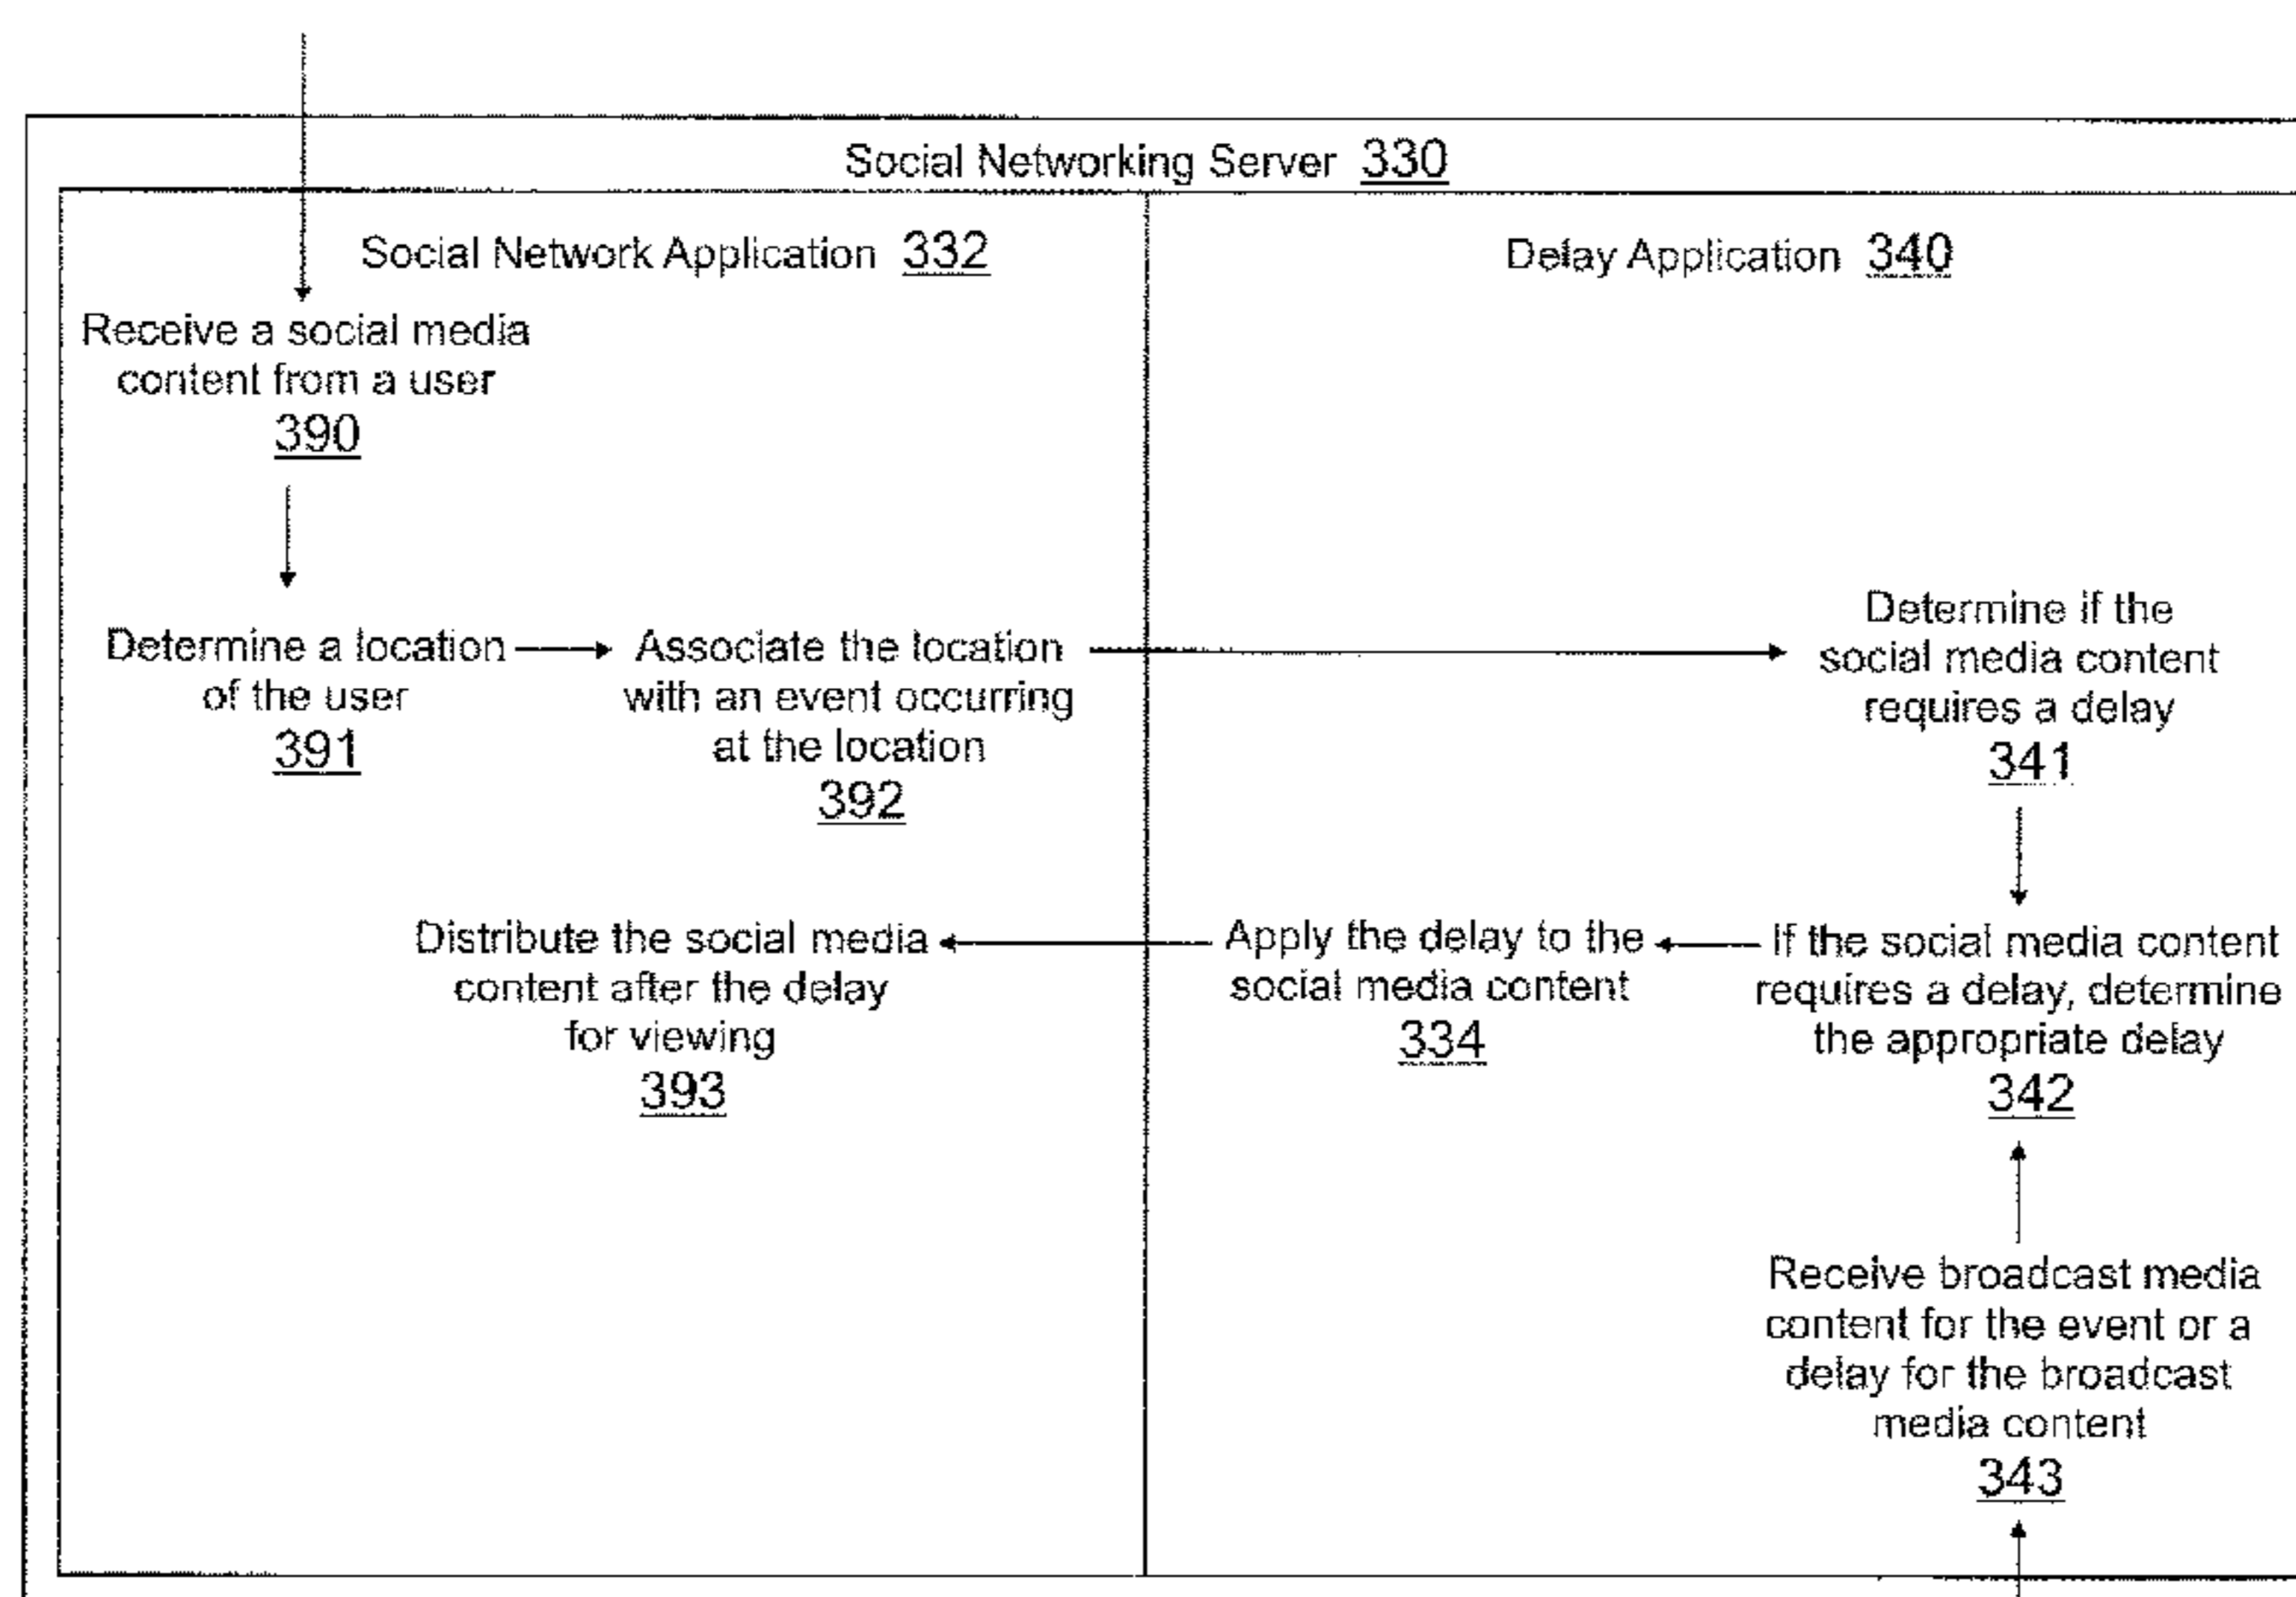 Social Networking Server 330
Social Network Application 332
Receive a social media
content from a user
390
Determine a location
of the user
391
Associate the location
with an event occurring
at the location
392
Distribute the social media
content after the delay
for viewing
393
Delay Application 340
Determine if the
social media content
requires a delay
341
If the social media content
requires a delay, determine
the appropriate delay
342
Apply the delay to the
social media content
334
Receive broadcast media
content for the event or a
delay for the broadcast
media content
343